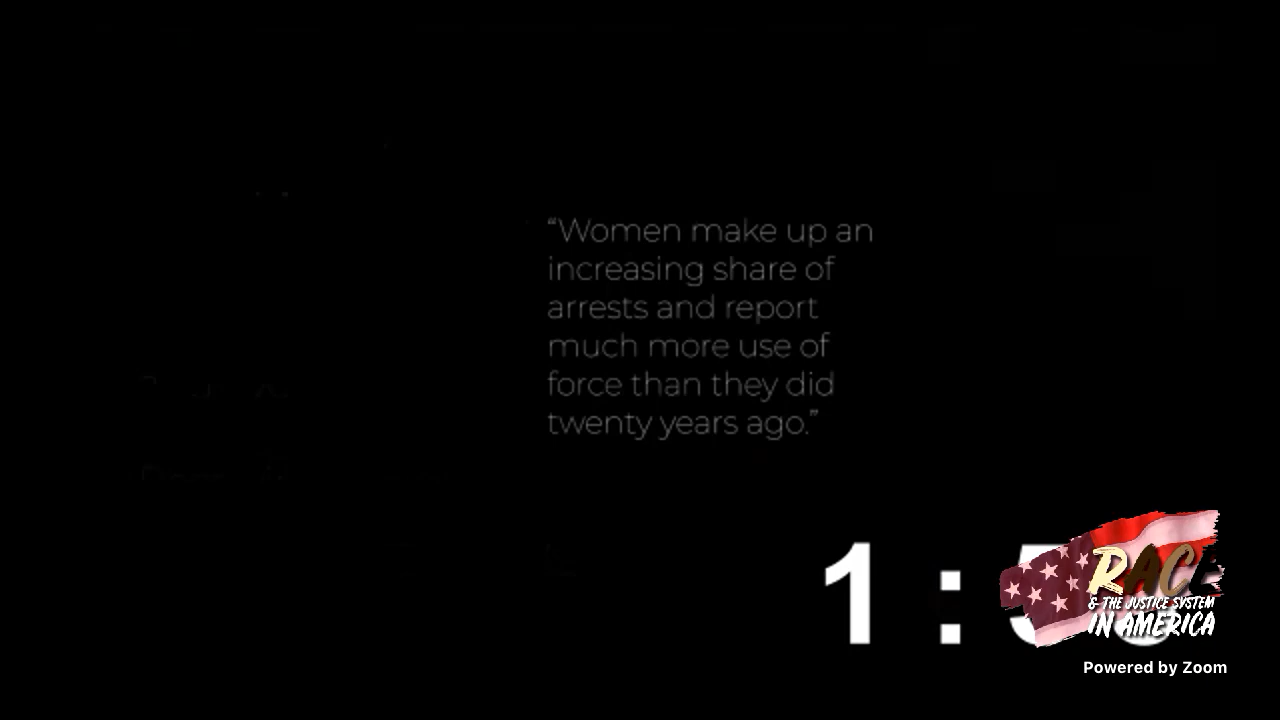 “Women make up an
increasing share of
arrests and report
much more use of
force than they did
twenty years ago.”
1:5
RACE
& THE JUSTICE SYSTEM
IN AMERICA
Powered by Zoom